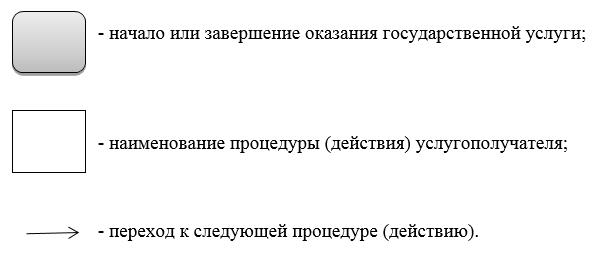 - начало или завершение оказания государственной услуги;
- наименование процедуры (действия) услугополучателя;
- переход к следующей процедуре (действию).